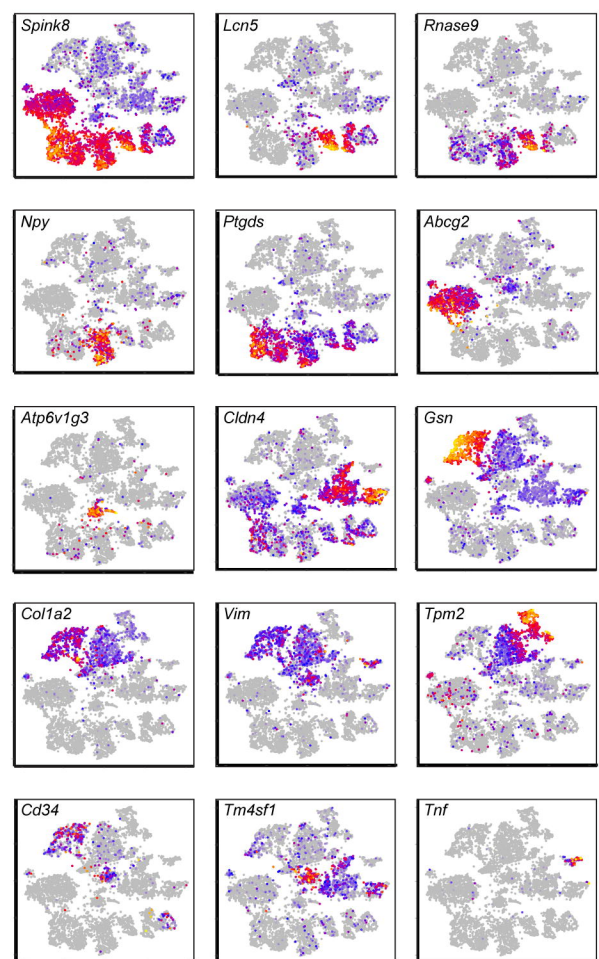 Spink8
Lcn5
Rnase9
Npy
Ptgds
Abcg2
Atp6v1g3
Cldn4
Gsn
Col1a2
Vim
Tpm2
Cd34
Tm4sf1
Tnf